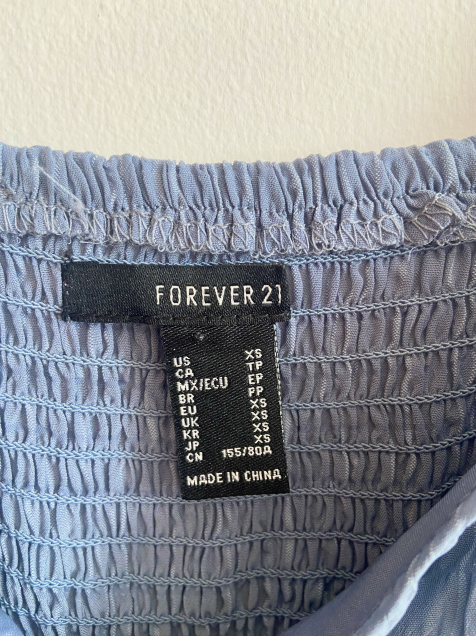 FOREVER 21
US XS
CA TP
MX/ECU EP
BR PP
EU XS
UK XS
KR XS
JP XS
CN 155/80A
MADE IN CHINA